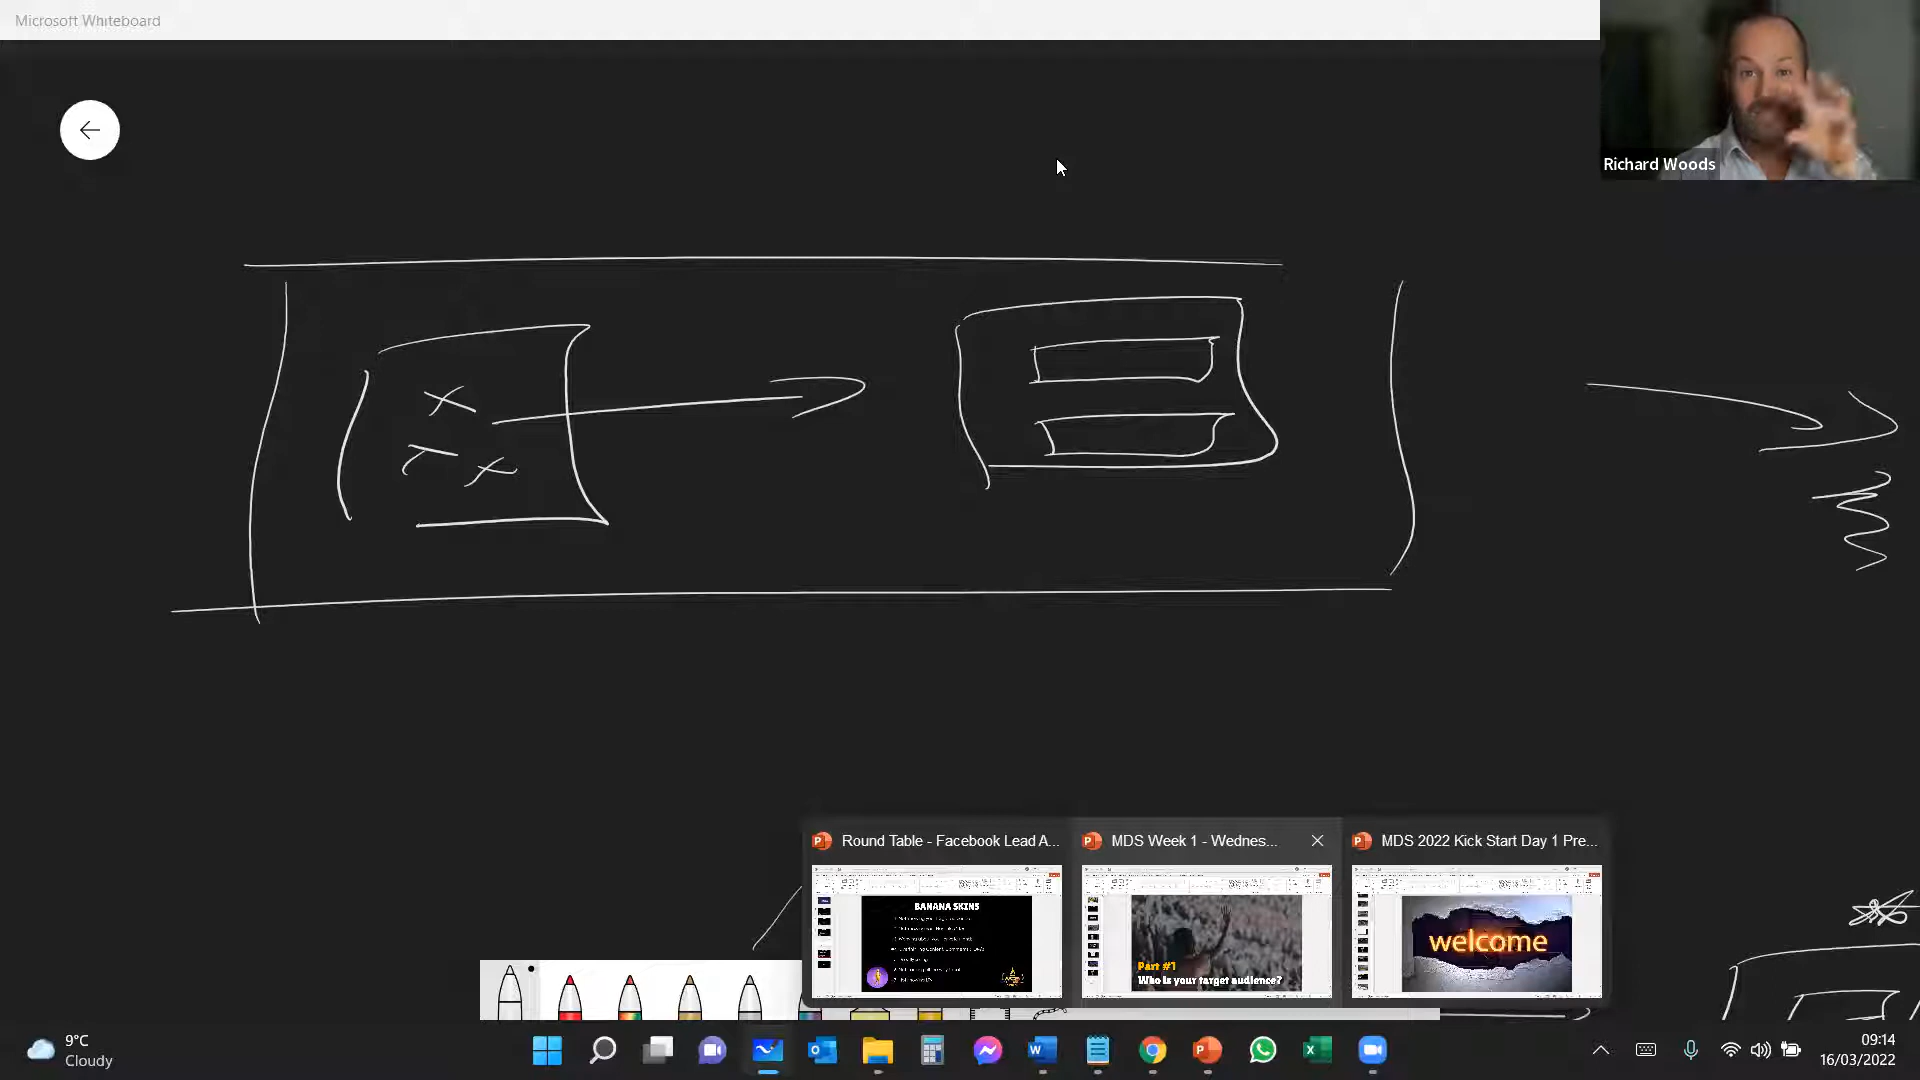 Microsoft Whiteboard
Richard Woods
Round Table - Facebook Lead A...
MDS Week 1 - Wednes...
MDS 2022 Kick Start Day 1 Pre...
BANANA SKINS
Part #1
Who is your target audience?
welcome
9°C
Cloudy
09:14
16/03/2022